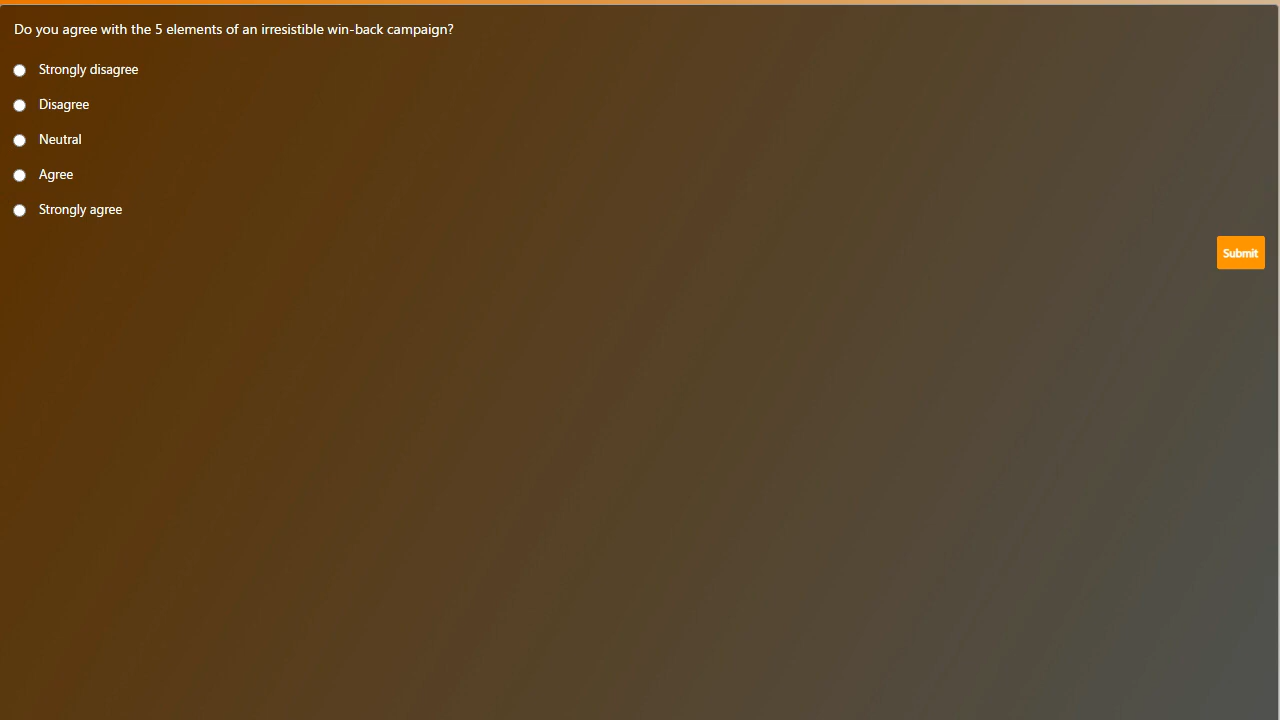 Do you agree with the 5 elements of an irresistible win-back campaign?
Strongly disagree
Disagree
Neutral
Agree
Strongly agree
Submit